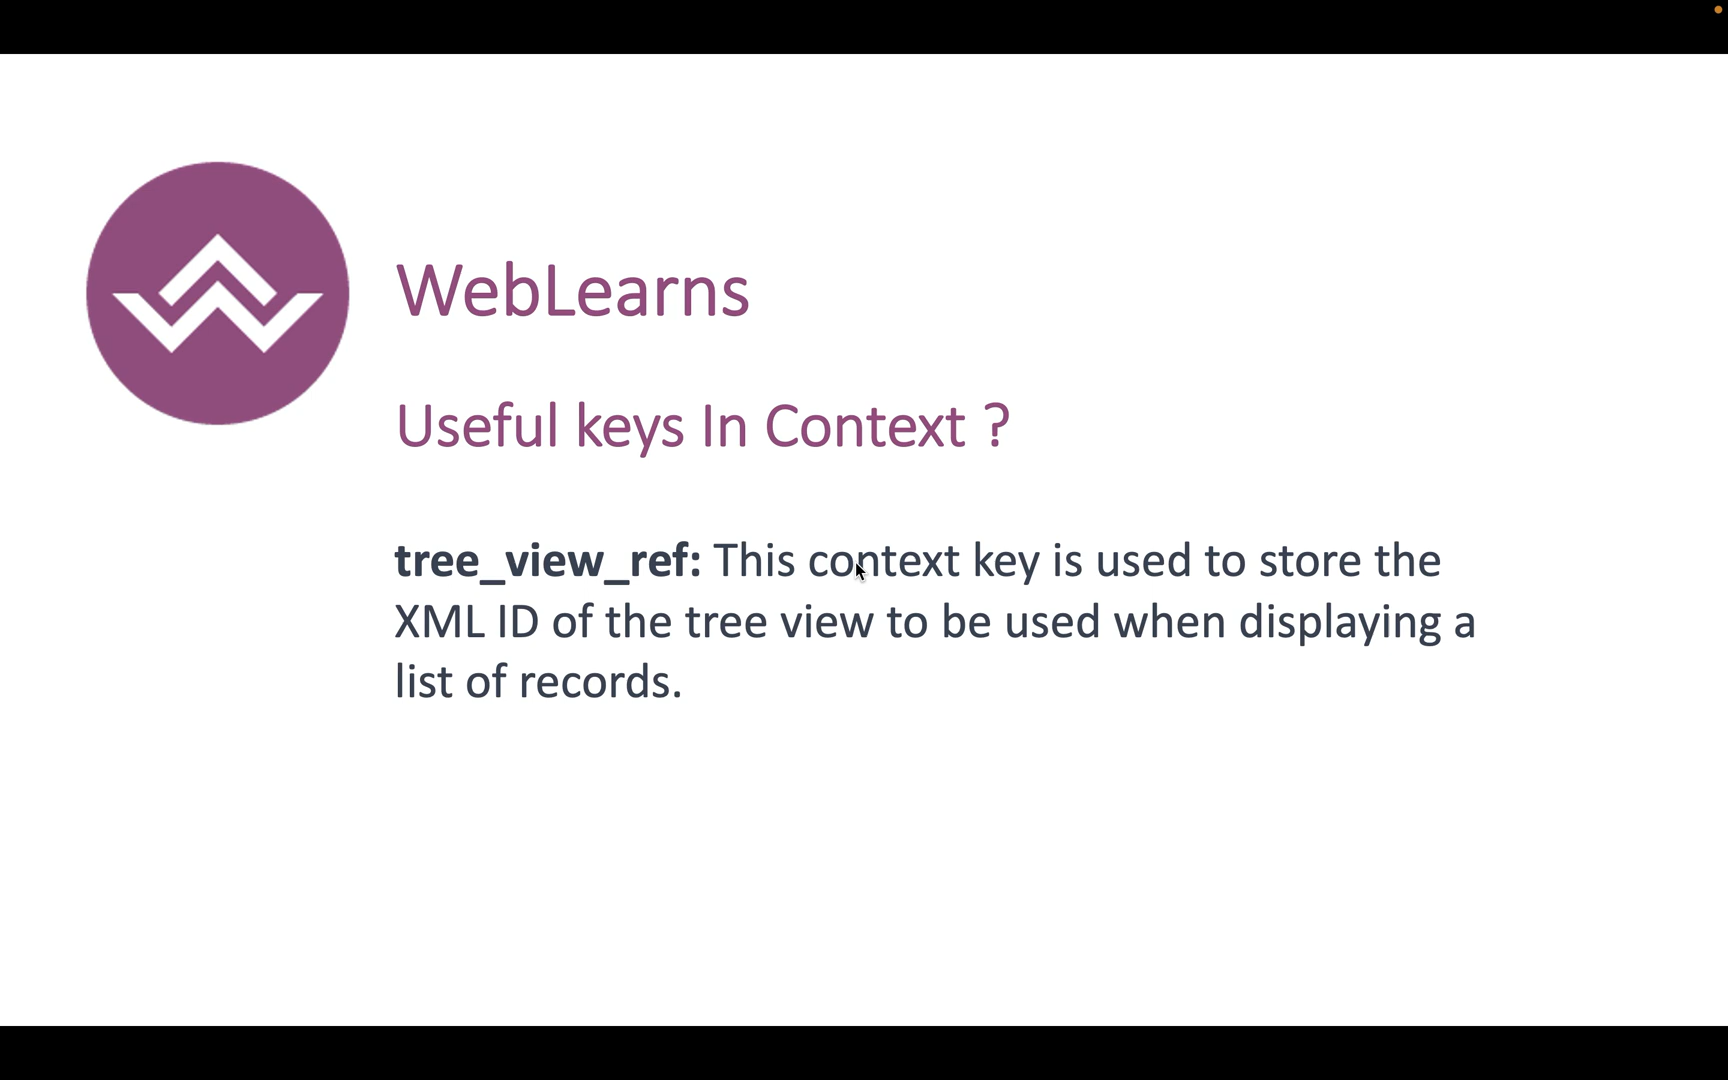 WebLearns
Useful keys In Context ?
tree_view_ref: This context key is used to store the
XML ID of the tree view to be used when displaying a
list of records.